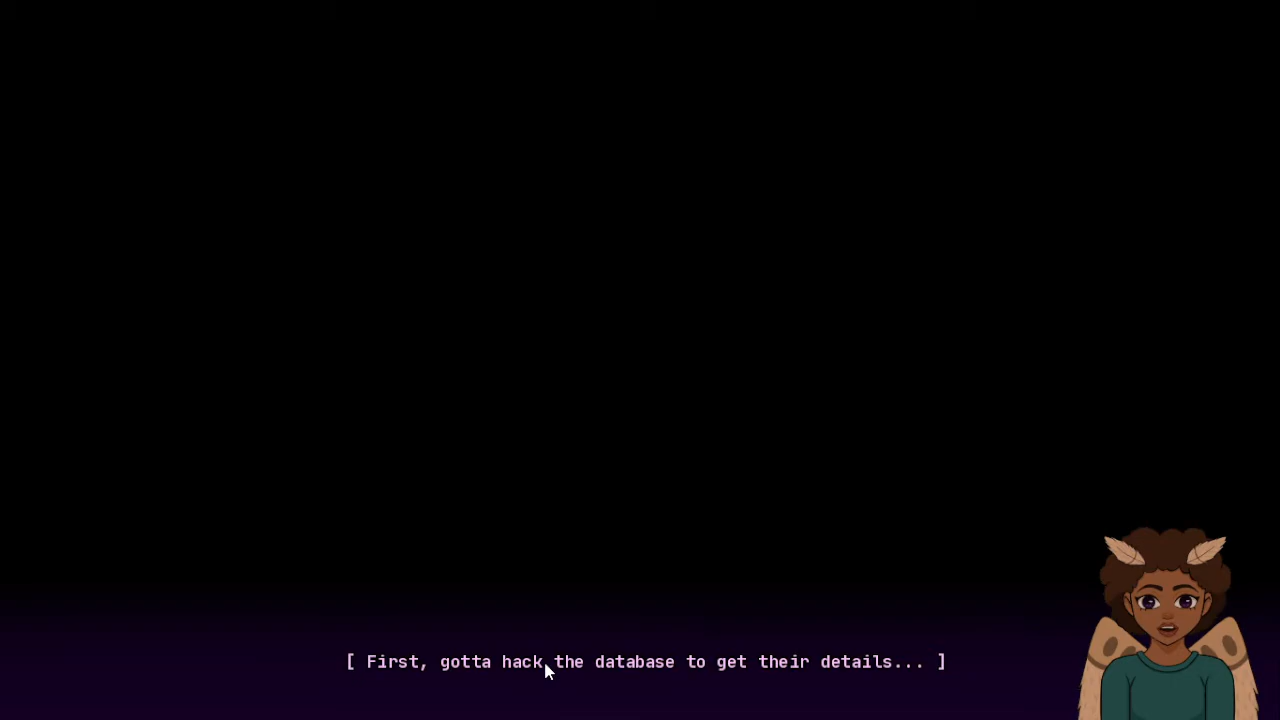 [ First, gotta hack the database to get their details... ]